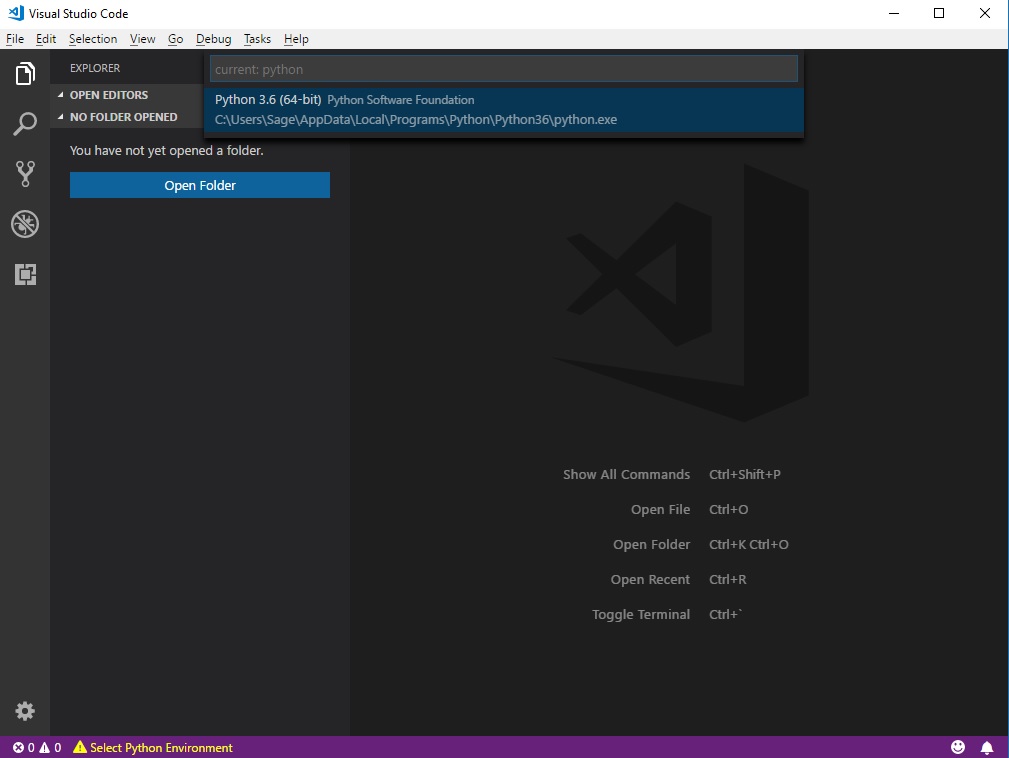 Visual Studio Code
File Edit Selection View Go Debug Tasks Help
EXPLORER
current: python
OPEN EDITORS
Python 3.6 (64-bit) Python Software Foundation
NO FOLDER OPENED
C:\Users\Sage\AppData\Local\Programs\Python\Python36\python.exe
You have not yet opened a folder.
Open Folder
Show All Commands Ctrl+Shift+P
Open File Ctrl+O
Open Folder Ctrl+K Ctrl+O
Open Recent Ctrl+R
Toggle Terminal Ctrl+`
0 0 Select Python Environment